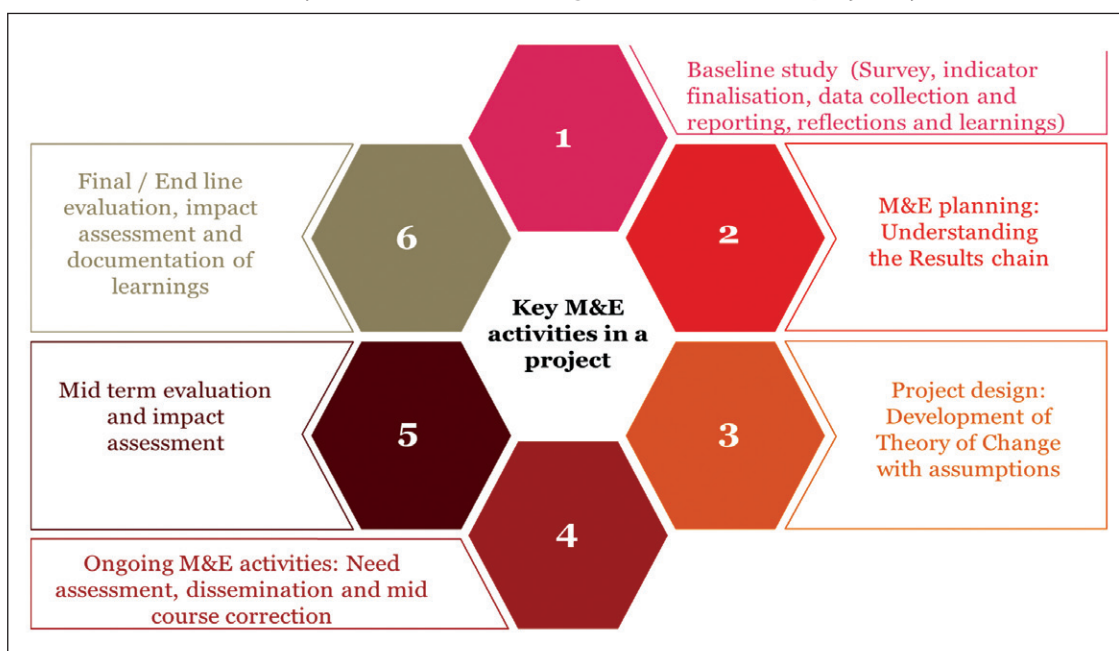 1
Baseline study (Survey, indicator
finalisation, data collection and
reporting, reflections and learnings)
2
M&E planning:
Understanding
the Results chain
3
Project design:
Development of
Theory of Change
with assumptions
4
Ongoing M&E activities: Need
assessment, dissemination and mid
course correction
5
Mid term evaluation
and impact
assessment
6
Final / End line
evaluation, impact
assessment and
documentation of
learnings
Key M&E
activities in a
project